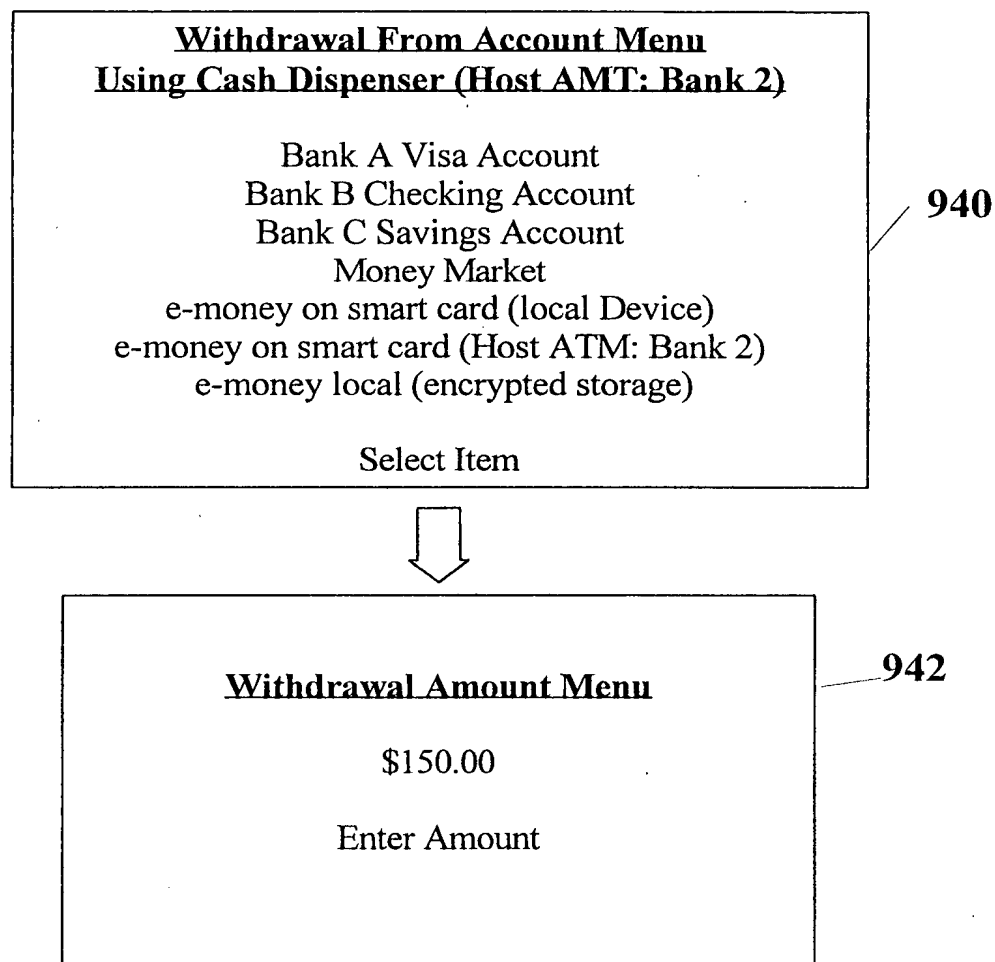 Withdrawal From Account Menu
Using Cash Dispenser (Host AMT: Bank 2)
Bank A Visa Account
Bank B Checking Account
Bank C Savings Account
Money Market
e-money on smart card (local Device)
e-money on smart card (Host ATM: Bank 2)
e-money local (encrypted storage)
Select Item
940
Withdrawal Amount Menu
942
$150.00
Enter Amount